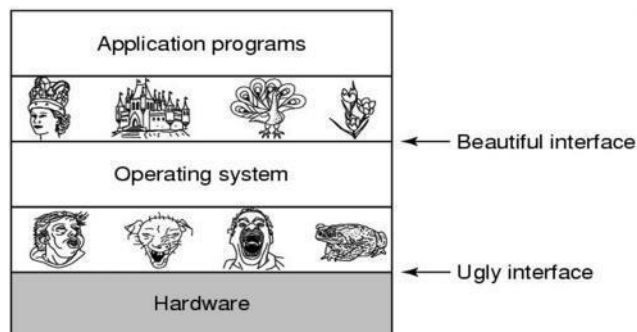 Application programs
Beautiful interface
Operating system
Ugly interface
Hardware